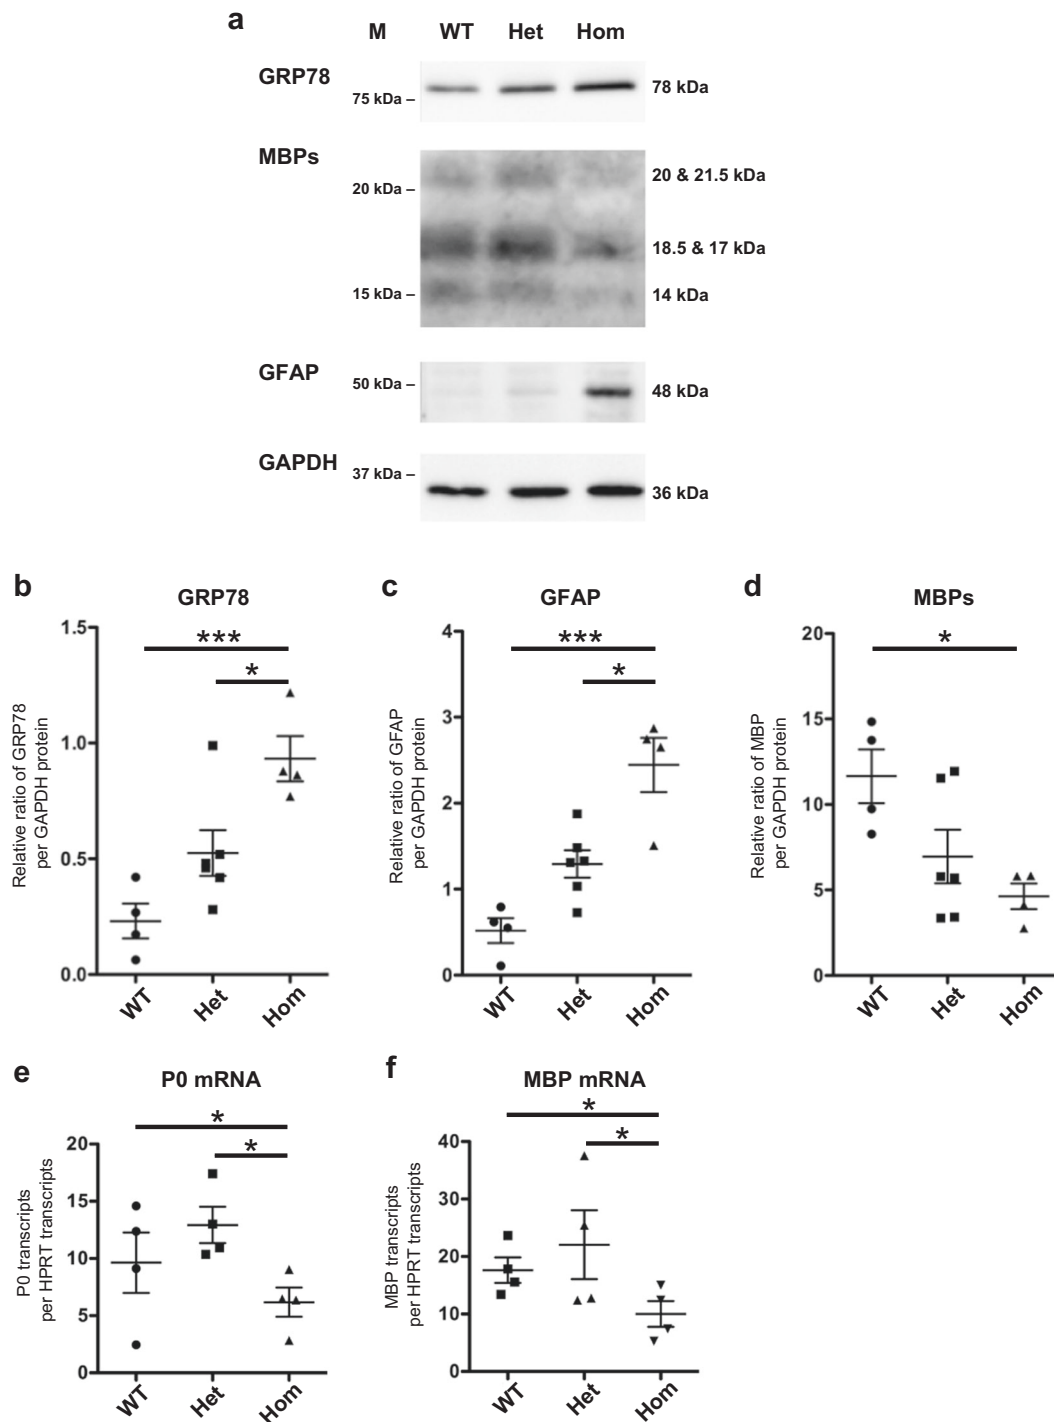 a
M WT Het Hom
GRP78
75 kDa –
78 kDa
MBPs
20 kDa –
15 kDa –
20 & 21.5 kDa
18.5 & 17 kDa
14 kDa
GFAP
50 kDa –
48 kDa
GAPDH
37 kDa –
36 kDa
b
GRP78
Relative ratio of GRP78
per GAPDH protein
1.5
1.0
0.5
0.0
***
*
WT
Het
Hom
c
GFAP
Relative ratio of GFAP
per GAPDH protein
4
3
2
1
0
***
*
WT
Het
Hom
d
MBPs
Relative ratio of MBP
per GAPDH protein
20
15
10
5
0
*
WT
Het
Hom
e
P0 mRNA
P0 transcripts
per HPRT transcripts
20
15
10
5
0
*
*
WT
Het
Hom
f
MBP mRNA
MBP transcripts
per HPRT transcripts
40
30
20
10
0
*
*
WT
Het
Hom